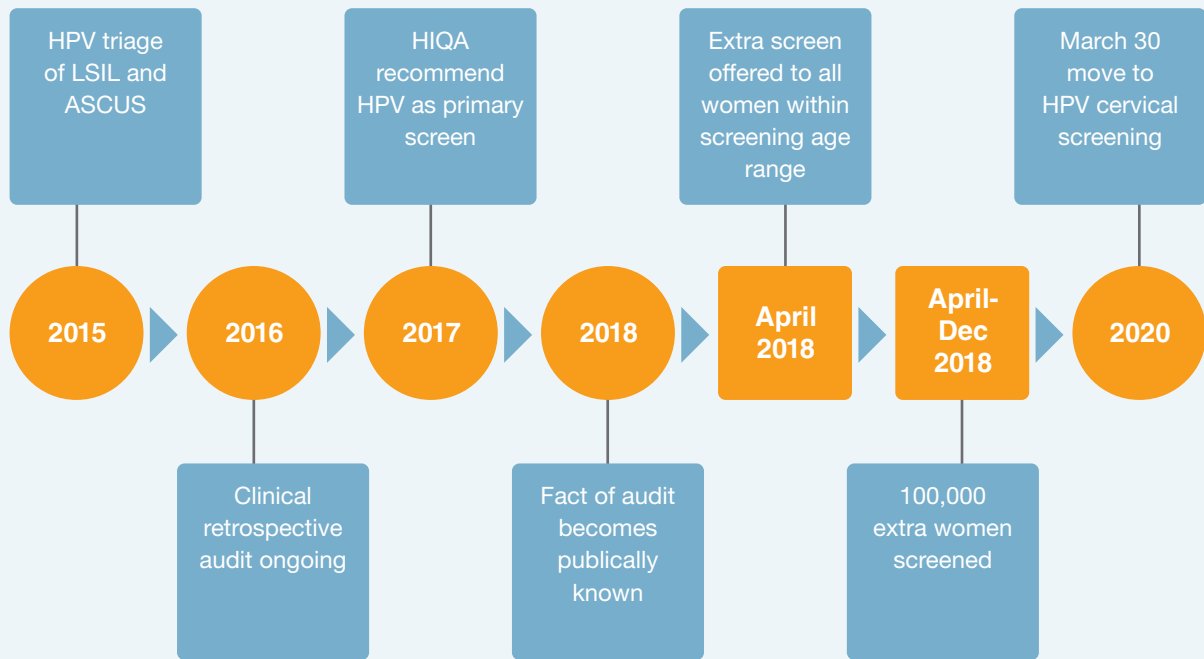 HPV triage
of LSIL and
ASCUS
HIQA
recommend
HPV as primary
screen
Extra screen
offered to all
women within
screening age
range
March 30
move to
HPV cervical
screening
2015
2016
2017
2018
April
2018
April-
Dec
2018
2020
Clinical
retrospective
audit ongoing
Fact of audit
becomes
publically
known
100,000
extra women
screened